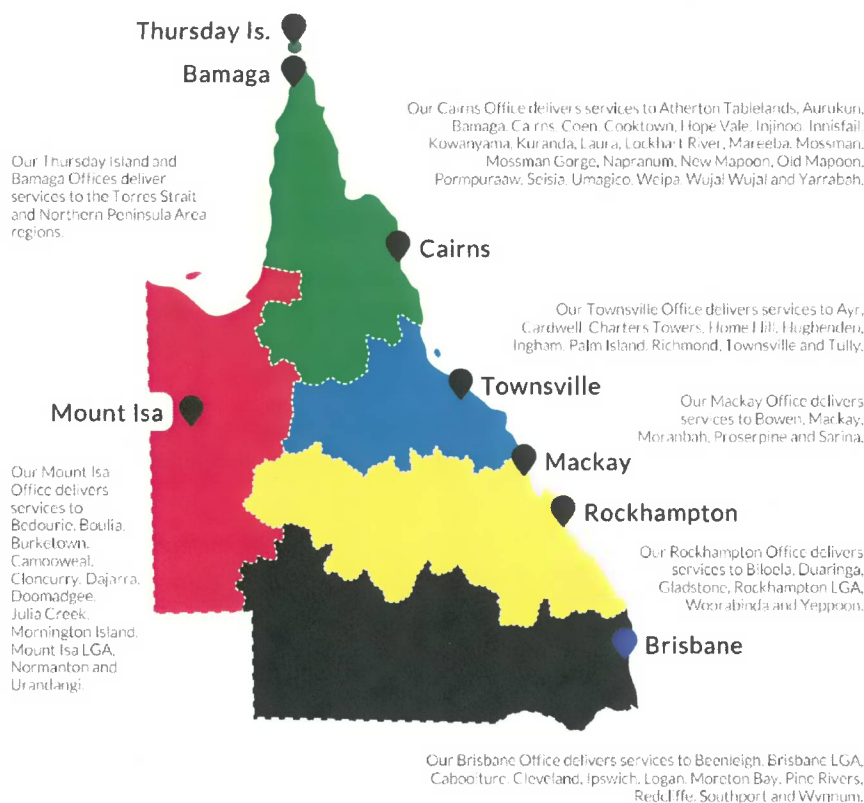 Thursday Is.
Bamaga
Our Cairns Office delivers services to Atherton Tablelands, Aurukun,
Bamaga, Cairns, Coen, Cooktown, Hope Vale, Injinoo, Innisfail,
Kowanyama, Kuranda, Laura, Lockhart River, Mareeba, Mossman,
Mossman Gorge, Napranum, New Mapoon, Old Mapoon,
Pormpuraaw, Seisia, Umagico, Weipa, Wujal Wujal and Yarrabah.
Our Thursday Island and
Bamaga Offices deliver
services to the Torres Strait
and Northern Peninsula Area
regions.
Cairns
Our Townsville Office delivers services to Ayr,
Cardwell, Charters Towers, Home Hill, Hughenden,
Ingham, Palm Island, Richmond, Townsville and Tully.
Townsville
Mount Isa
Our Mackay Office delivers
services to Bowen, Mackay,
Moranbah, Proserpine and Sarina.
Mackay
Our Mount Isa
Office delivers
services to
Bedourie, Boulia,
Burketown,
Camooweal,
Cloncurry, Dajarra,
Doomadgee,
Julia Creek,
Mornington Island,
Mount Isa LGA,
Normanton and
Urandangi.
Rockhampton
Our Rockhampton Office delivers
services to Biloela, Duaringa,
Gladstone, Rockhampton LGA,
Woorabinda and Yeppoon.
Brisbane
Our Brisbane Office delivers services to Beenleigh, Brisbane LGA,
Caboolture, Cleveland, Ipswich, Logan, Moreton Bay, Pine Rivers,
Redcliffe, Southport and Wynnum.